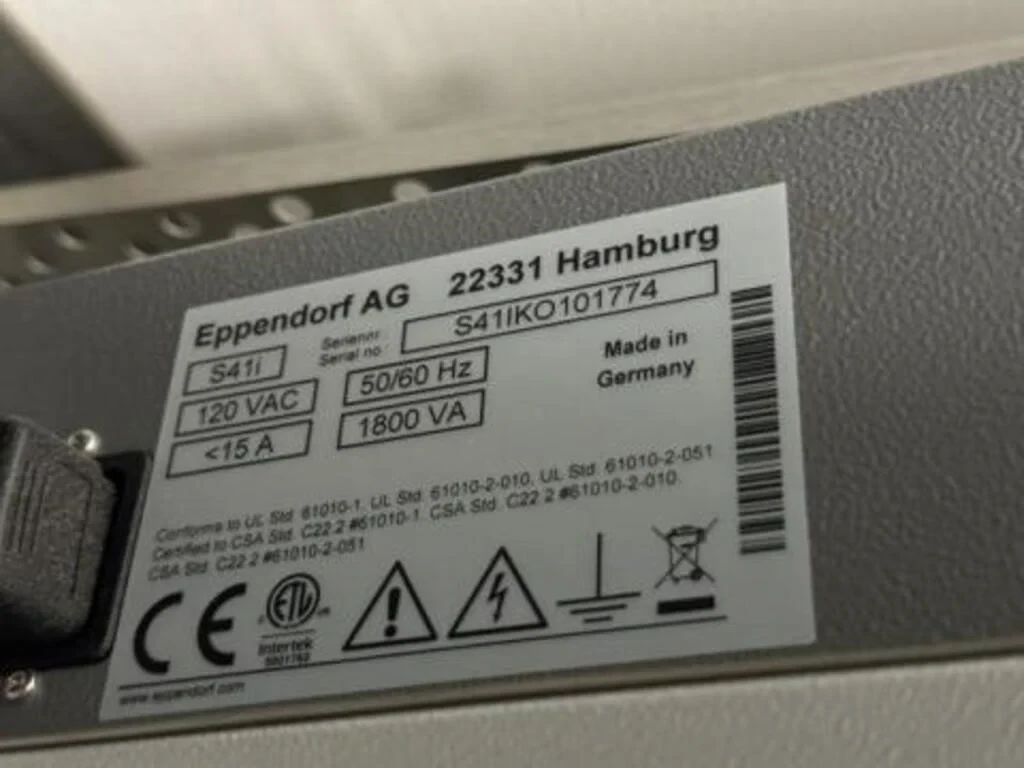 Eppendorf AG 22331 Hamburg
S41i Seriennr. Serial no S41IKO101774
120 VAC 50/60 Hz Made in
<15 A 1800 VA Germany
Conforms to UL Std. 61010-1, UL Std. 61010-2-010, UL Std. 61010-2-051
Certified to CSA Std. C22.2 #61010-1, CSA Std. C22.2 #61010-2-010,
CSA Std. C22.2 #61010-2-051
CE ETL
Intertek
www.eppendorf.com